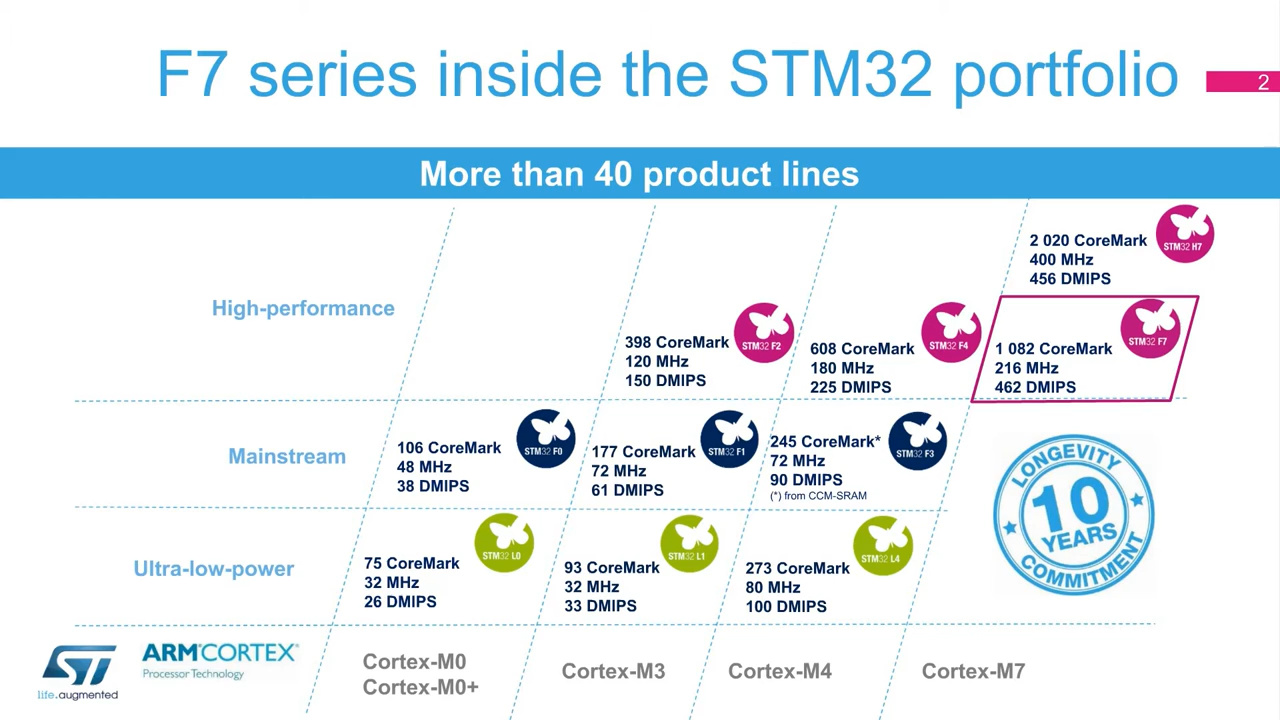 F7 series inside the STM32 portfolio
2
More than 40 product lines
High-performance
2 020 CoreMark
400 MHz
456 DMIPS
STM32 H7
398 CoreMark
120 MHz
150 DMIPS
STM32 F2
608 CoreMark
180 MHz
225 DMIPS
STM32 F4
1 082 CoreMark
216 MHz
462 DMIPS
STM32 F7
Mainstream
106 CoreMark
48 MHz
38 DMIPS
STM32 F0
177 CoreMark
72 MHz
61 DMIPS
STM32 F1
245 CoreMark*
72 MHz
90 DMIPS
(*) from CCM-SRAM
STM32 F3
LONGEVITY
10
YEARS
COMMITMENT
Ultra-low-power
75 CoreMark
32 MHz
26 DMIPS
STM32 L0
93 CoreMark
32 MHz
33 DMIPS
STM32 L1
273 CoreMark
80 MHz
100 DMIPS
STM32 L4
ST
life.augmented
ARM®CORTEX®
Processor Technology
Cortex-M0
Cortex-M0+
Cortex-M3
Cortex-M4
Cortex-M7